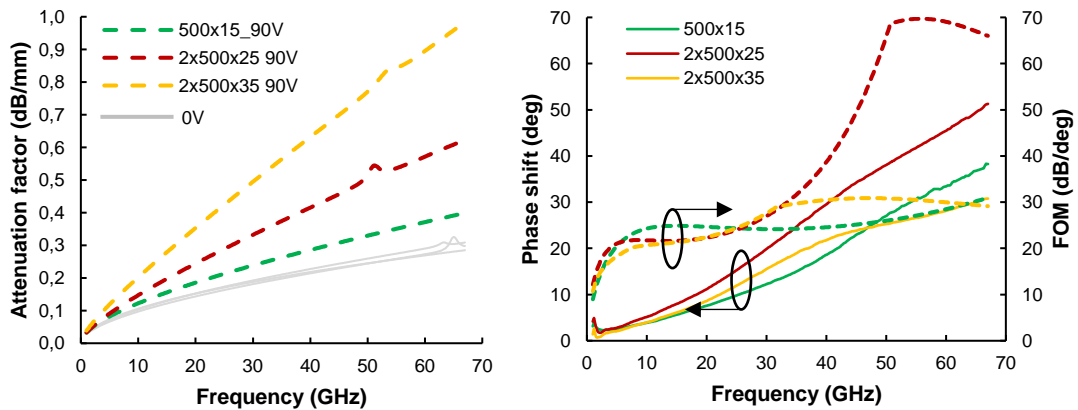 1,0
0,9
0,8
0,7
0,6
0,5
0,4
0,3
0,2
0,1
0,0
Attenuation factor (dB/mm)
500x15_90V
2x500x25 90V
2x500x35 90V
0V
0 10 20 30 40 50 60 70
Frequency (GHz)
70
60
50
40
30
20
10
0
Phase shift (deg)
500x15
2x500x25
2x500x35
70
60
50
40
30
20
10
0
FOM (dB/deg)
0 10 20 30 40 50 60 70
Frequency (GHz)